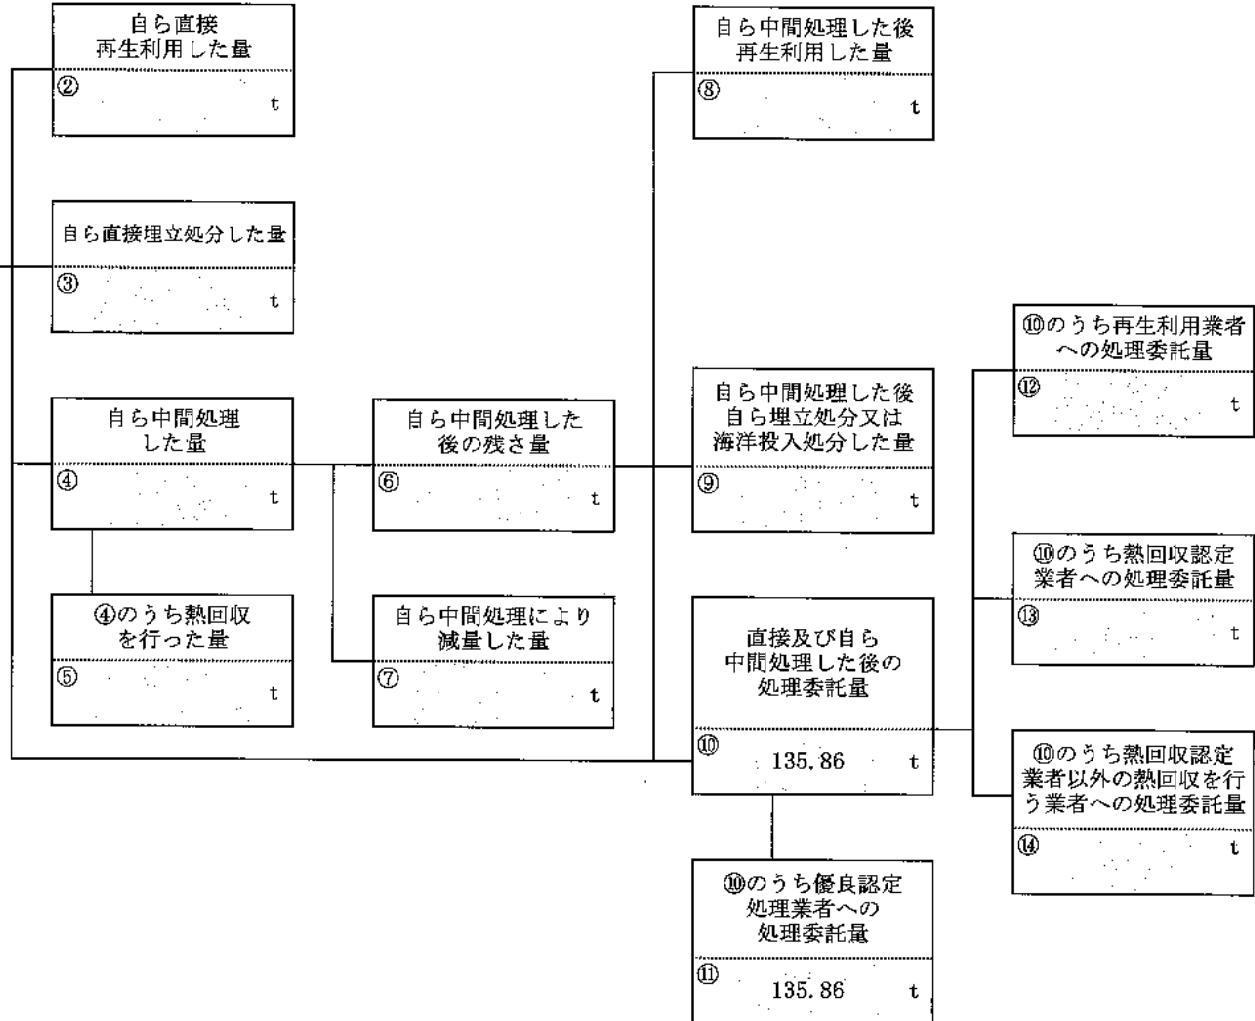 自ら直接
再生利用した量
② t
自ら直接埋立処分した量
③ t
自ら中間処理
した量
④ t
④のうち熱回収
を行った量
⑤ t
自ら中間処理した
後の残さ量
⑥ t
自ら中間処理により
減量した量
⑦ t
自ら中間処理した後
再生利用した量
⑧ t
自ら中間処理した後
自ら埋立処分又は
海洋投入処分した量
⑨ t
直接及び自ら
中間処理した後の
処理委託量
⑩ 135.86 t
⑩のうち優良認定
処理業者への
処理委託量
⑪ 135.86 t
⑩のうち再生利用業者
への処理委託量
⑫ t
⑩のうち熱回収認定
業者への処理委託量
⑬ t
⑩のうち熱回収認定
業者以外の熱回収を行
う業者への処理委託量
⑭ t